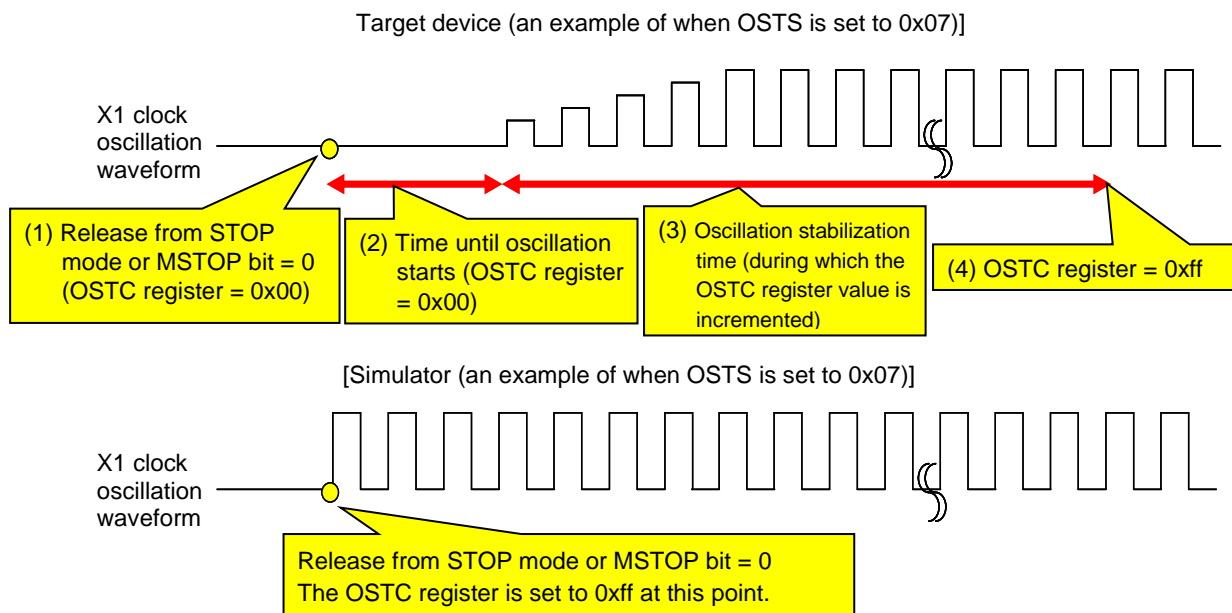 Target device (an example of when OSTS is set to 0x07)]
X1 clock
oscillation
waveform
(1) Release from STOP
mode or MSTOP bit = 0
(OSTC register = 0x00)
(2) Time until oscillation
starts (OSTC register
= 0x00)
(3) Oscillation stabilization
time (during which the
OSTC register value is
incremented)
(4) OSTC register = 0xff
[Simulator (an example of when OSTS is set to 0x07)]
X1 clock
oscillation
waveform
Release from STOP mode or MSTOP bit = 0
The OSTC register is set to 0xff at this point.